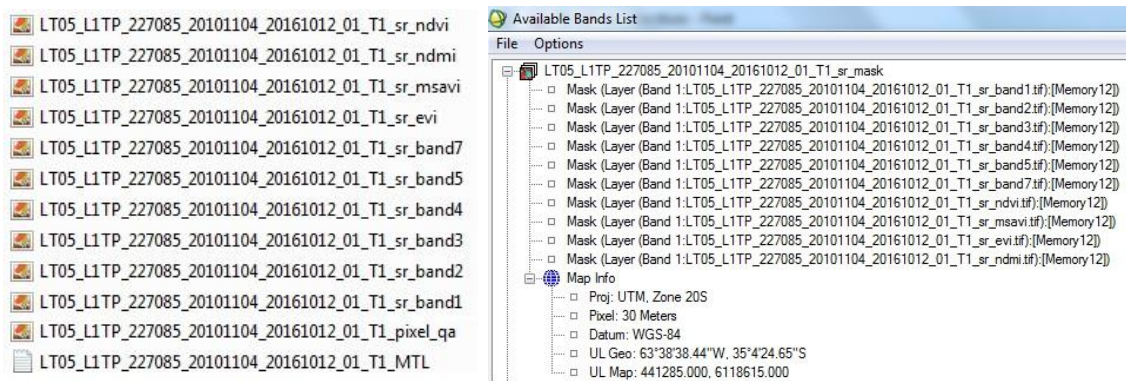 LT05_L1TP_227085_20101104_20161012_01_T1_sr_ndvi
LT05_L1TP_227085_20101104_20161012_01_T1_sr_ndmi
LT05_L1TP_227085_20101104_20161012_01_T1_sr_msavi
LT05_L1TP_227085_20101104_20161012_01_T1_sr_evi
LT05_L1TP_227085_20101104_20161012_01_T1_sr_band7
LT05_L1TP_227085_20101104_20161012_01_T1_sr_band5
LT05_L1TP_227085_20101104_20161012_01_T1_sr_band4
LT05_L1TP_227085_20101104_20161012_01_T1_sr_band3
LT05_L1TP_227085_20101104_20161012_01_T1_sr_band2
LT05_L1TP_227085_20101104_20161012_01_T1_sr_band1
LT05_L1TP_227085_20101104_20161012_01_T1_pixel_qa
LT05_L1TP_227085_20101104_20161012_01_T1_MTL
Available Bands List
File Options
LT05_L1TP_227085_20101104_20161012_01_T1_sr_mask
Mask (Layer (Band 1:LT05_L1TP_227085_20101104_20161012_01_T1_sr_band1.tif):[Memory12])
Mask (Layer (Band 1:LT05_L1TP_227085_20101104_20161012_01_T1_sr_band2.tif):[Memory12])
Mask (Layer (Band 1:LT05_L1TP_227085_20101104_20161012_01_T1_sr_band3.tif):[Memory12])
Mask (Layer (Band 1:LT05_L1TP_227085_20101104_20161012_01_T1_sr_band4.tif):[Memory12])
Mask (Layer (Band 1:LT05_L1TP_227085_20101104_20161012_01_T1_sr_band5.tif):[Memory12])
Mask (Layer (Band 1:LT05_L1TP_227085_20101104_20161012_01_T1_sr_band7.tif):[Memory12])
Mask (Layer (Band 1:LT05_L1TP_227085_20101104_20161012_01_T1_sr_ndvi.tif):[Memory12])
Mask (Layer (Band 1:LT05_L1TP_227085_20101104_20161012_01_T1_sr_msavi.tif):[Memory12])
Mask (Layer (Band 1:LT05_L1TP_227085_20101104_20161012_01_T1_sr_evi.tif):[Memory12])
Mask (Layer (Band 1:LT05_L1TP_227085_20101104_20161012_01_T1_sr_ndmi.tif):[Memory12])
Map Info
Proj: UTM, Zone 20S
Pixel: 30 Meters
Datum: WGS-84
UL Geo: 63°38'38.44"W, 35°4'24.65"S
UL Map: 441285.000, 6118615.000